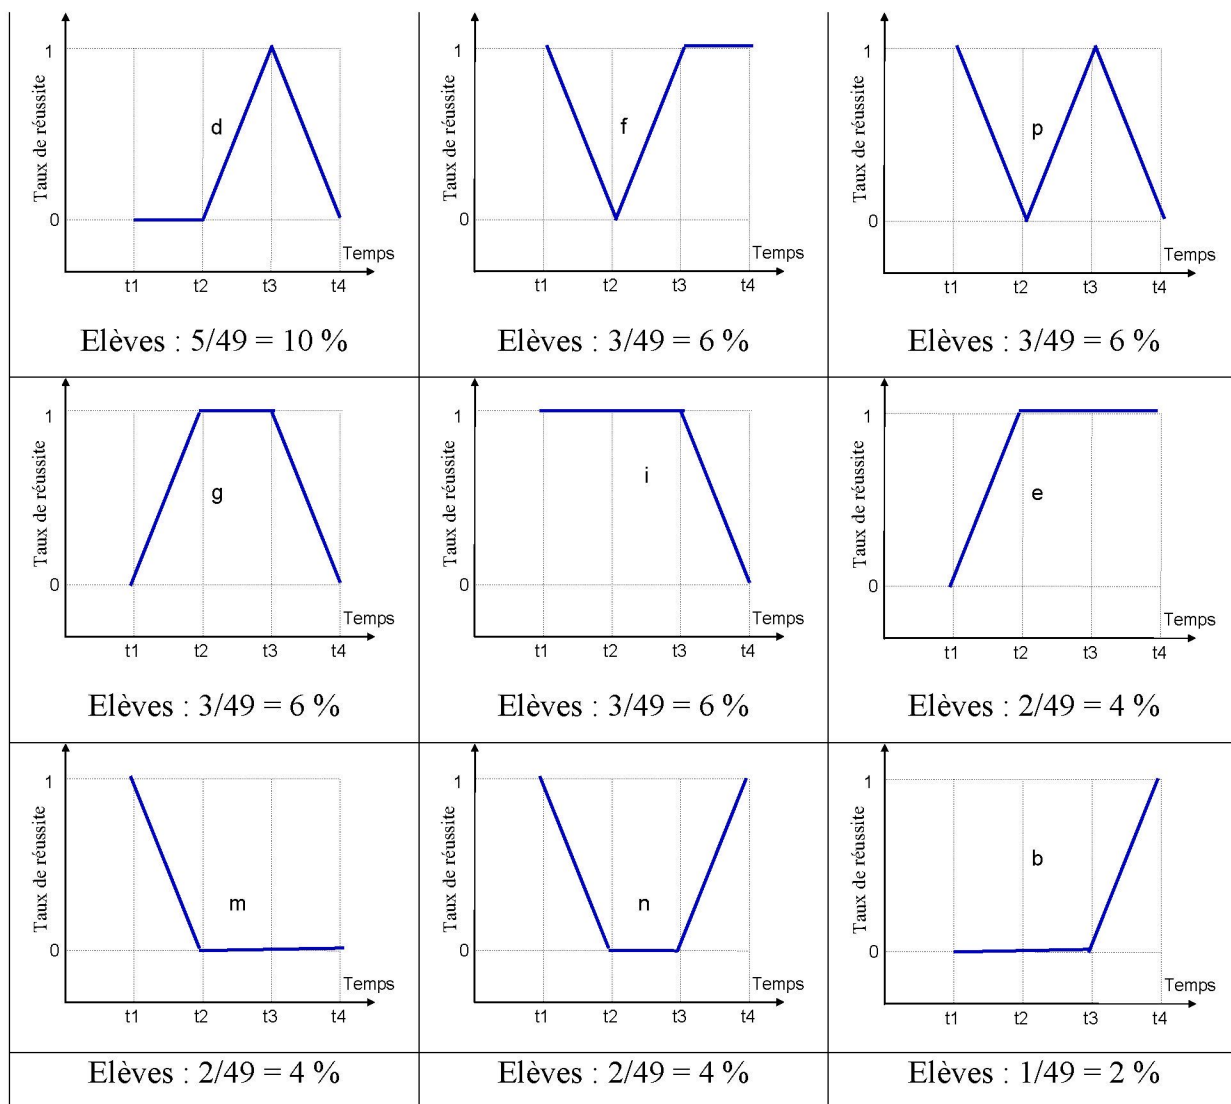 Taux de réussite
1
d
0
Temps
t1 t2 t3 t4
Elèves : 5/49 = 10 %
Taux de réussite
1
f
0
Temps
t1 t2 t3 t4
Elèves : 3/49 = 6 %
Taux de réussite
1
p
0
Temps
t1 t2 t3 t4
Elèves : 3/49 = 6 %
Taux de réussite
1
g
0
Temps
t1 t2 t3 t4
Elèves : 3/49 = 6 %
Taux de réussite
1
i
0
Temps
t1 t2 t3 t4
Elèves : 3/49 = 6 %
Taux de réussite
1
e
0
Temps
t1 t2 t3 t4
Elèves : 2/49 = 4 %
Taux de réussite
1
m
0
Temps
t1 t2 t3 t4
Elèves : 2/49 = 4 %
Taux de réussite
1
n
0
Temps
t1 t2 t3 t4
Elèves : 2/49 = 4 %
Taux de réussite
1
b
0
Temps
t1 t2 t3 t4
Elèves : 1/49 = 2 %